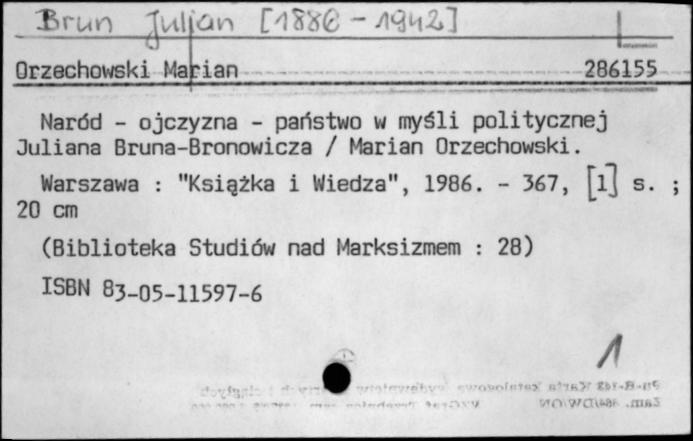 Brun Julian [1886 - 1942]
Orzechowski Marian 286155
Naród - ojczyzna - państwo w myśli politycznej
Juliana Bruna-Bronowicza / Marian Orzechowski.
Warszawa : "Książka i Wiedza", 1986. - 367, [1] s. ;
20 cm
(Biblioteka Studiów nad Marksizmem : 28)
ISBN 83-05-11597-6
1